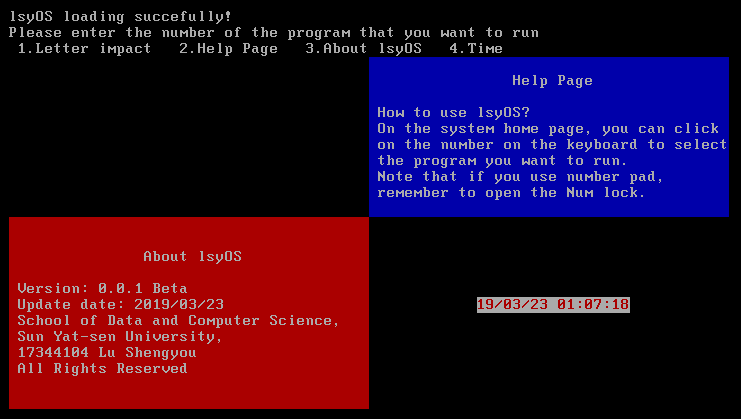 lsyOS loading succefully!
Please enter the number of the program that you want to run
1.Letter impact   2.Help Page   3.About lsyOS   4.Time
Help Page
How to use lsyOS?
On the system home page, you can click
on the number on the keyboard to select
the program you want to run.
Note that if you use number pad,
remember to open the Num lock.
About lsyOS
Version: 0.0.1 Beta
Update date: 2019/03/23
School of Data and Computer Science,
Sun Yat-sen University,
17344104 Lu Shengyou
All Rights Reserved
19/03/23 01:07:18